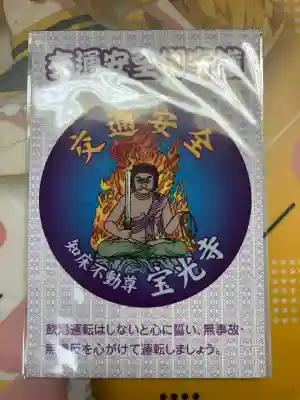 交通安全御守護
交通安全
知床不動尊 宝光寺
飲酒運転はしないと心に誓い、無事故・
無違反を心がけて運転しましょう。